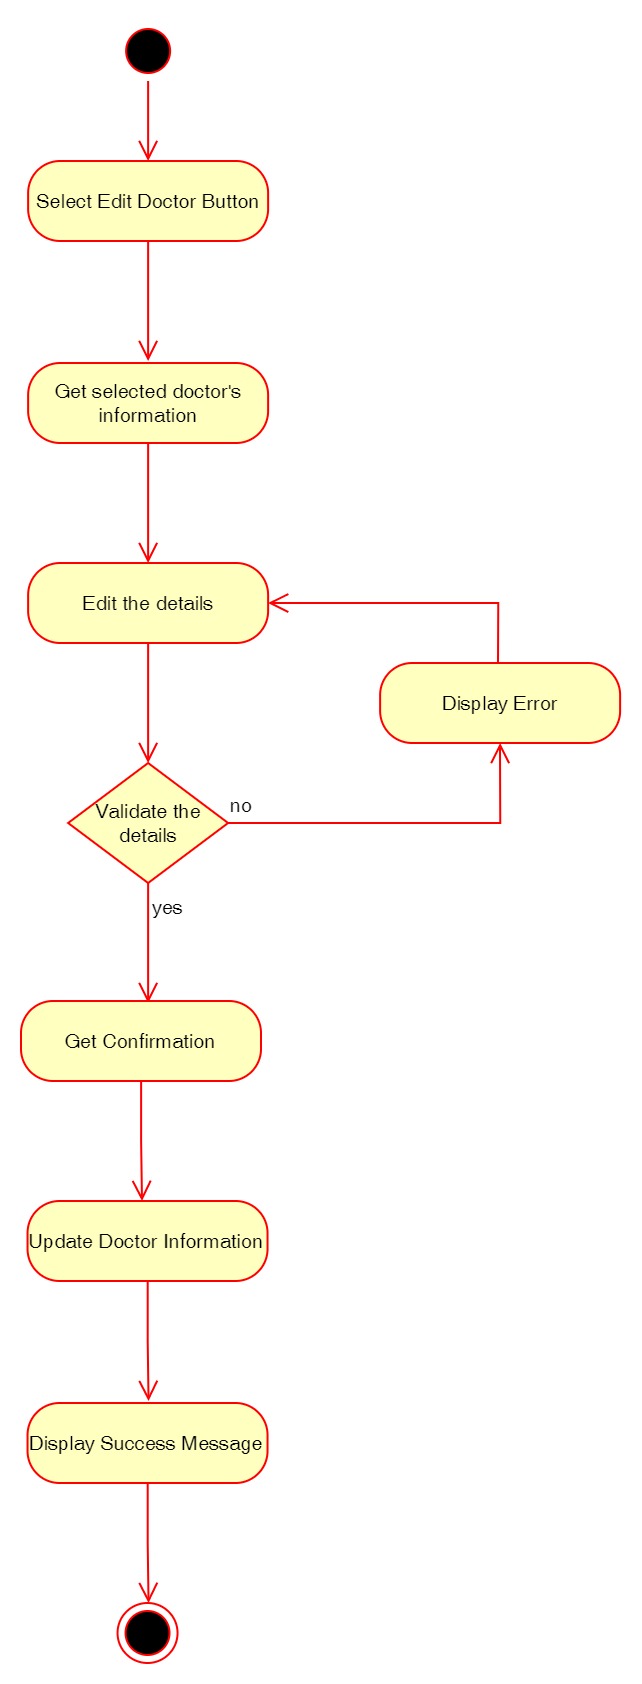 Select Edit Doctor Button
Get selected doctor's
information
Edit the details
Display Error
Validate the
details
no
yes
Get Confirmation
Update Doctor Information
Display Success Message